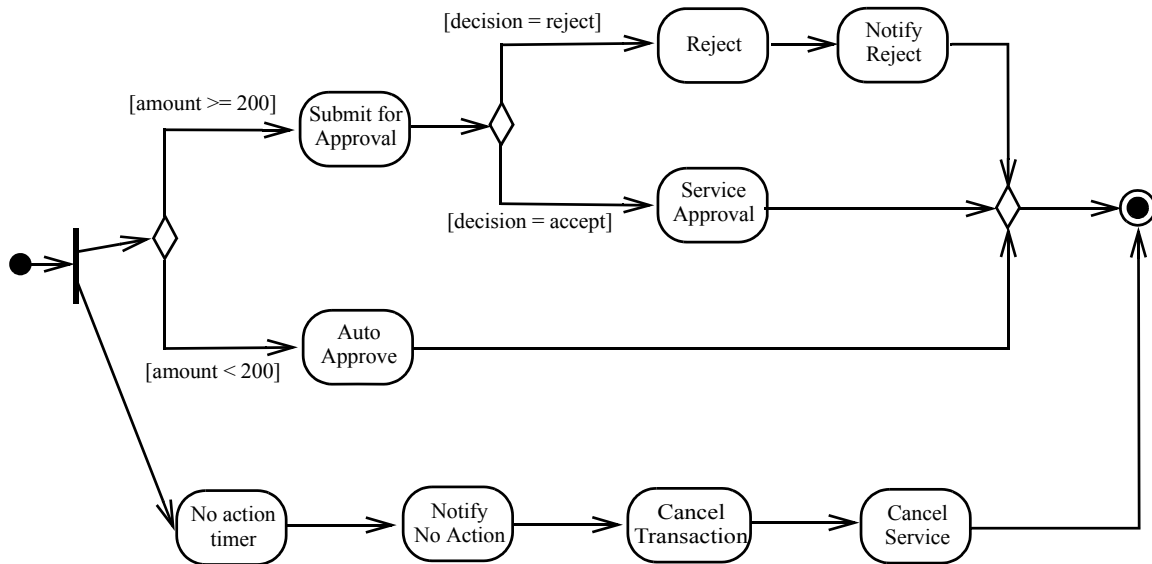 [decision = reject]
Reject
Notify
Reject
[amount >= 200]
Submit for
Approval
[decision = accept]
Service
Approval
Auto
Approve
[amount < 200]
No action
timer
Notify
No Action
Cancel
Transaction
Cancel
Service